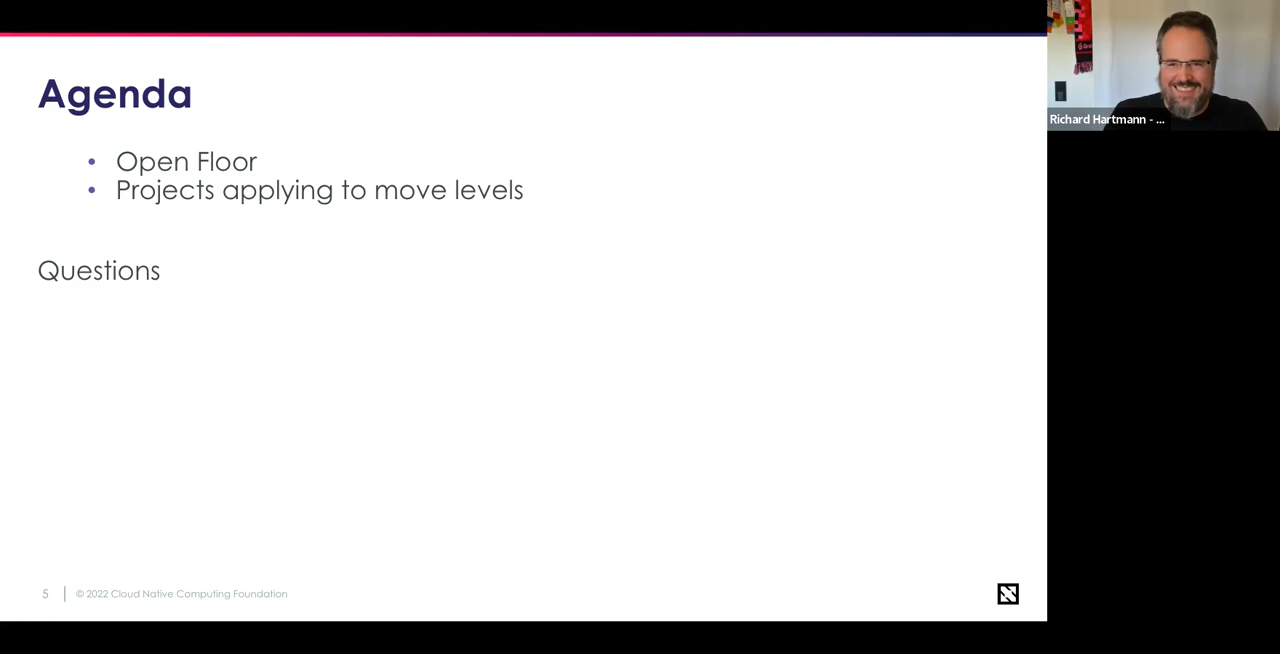 Agenda
• Open Floor
• Projects applying to move levels
Questions
5
© 2022 Cloud Native Computing Foundation
Richard Hartmann - ...